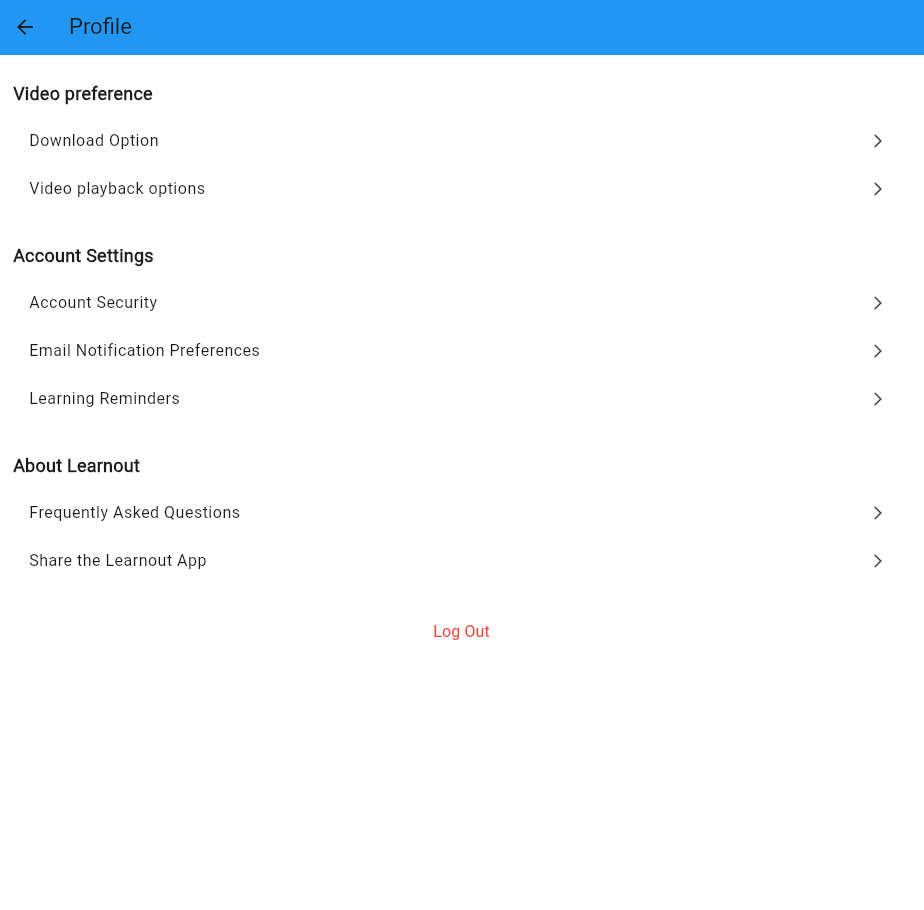 Profile
Video preference
Download Option
Video playback options
Account Settings
Account Security
Email Notification Preferences
Learning Reminders
About Learnout
Frequently Asked Questions
Share the Learnout App
Log Out